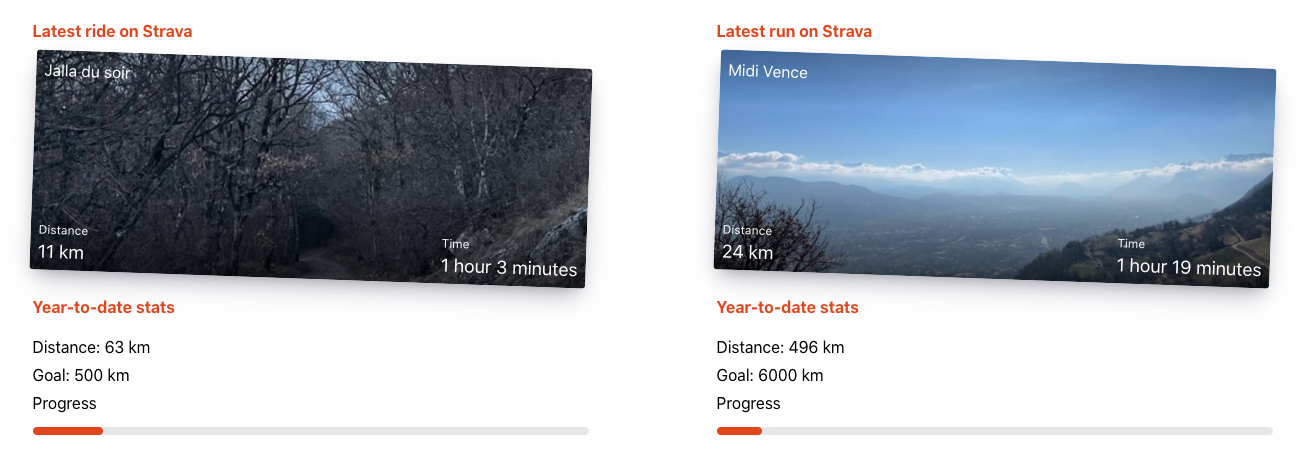 Latest ride on Strava
Jalla du soir
Distance
11 km
Time
1 hour 3 minutes
Year-to-date stats
Distance: 63 km
Goal: 500 km
Progress
Latest run on Strava
Midi Vence
Distance
24 km
Time
1 hour 19 minutes
Year-to-date stats
Distance: 496 km
Goal: 6000 km
Progress